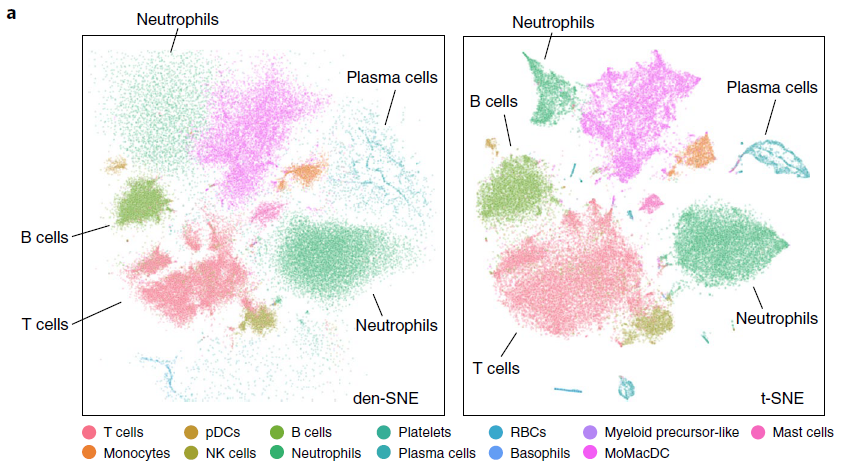 a
Neutrophils
Plasma cells
B cells
T cells
Neutrophils
den-SNE
Neutrophils
B cells
Plasma cells
Neutrophils
T cells
t-SNE
T cells pDCs B cells Platelets RBCs Myeloid precursor-like Mast cells
Monocytes NK cells Neutrophils Plasma cells Basophils MoMacDC